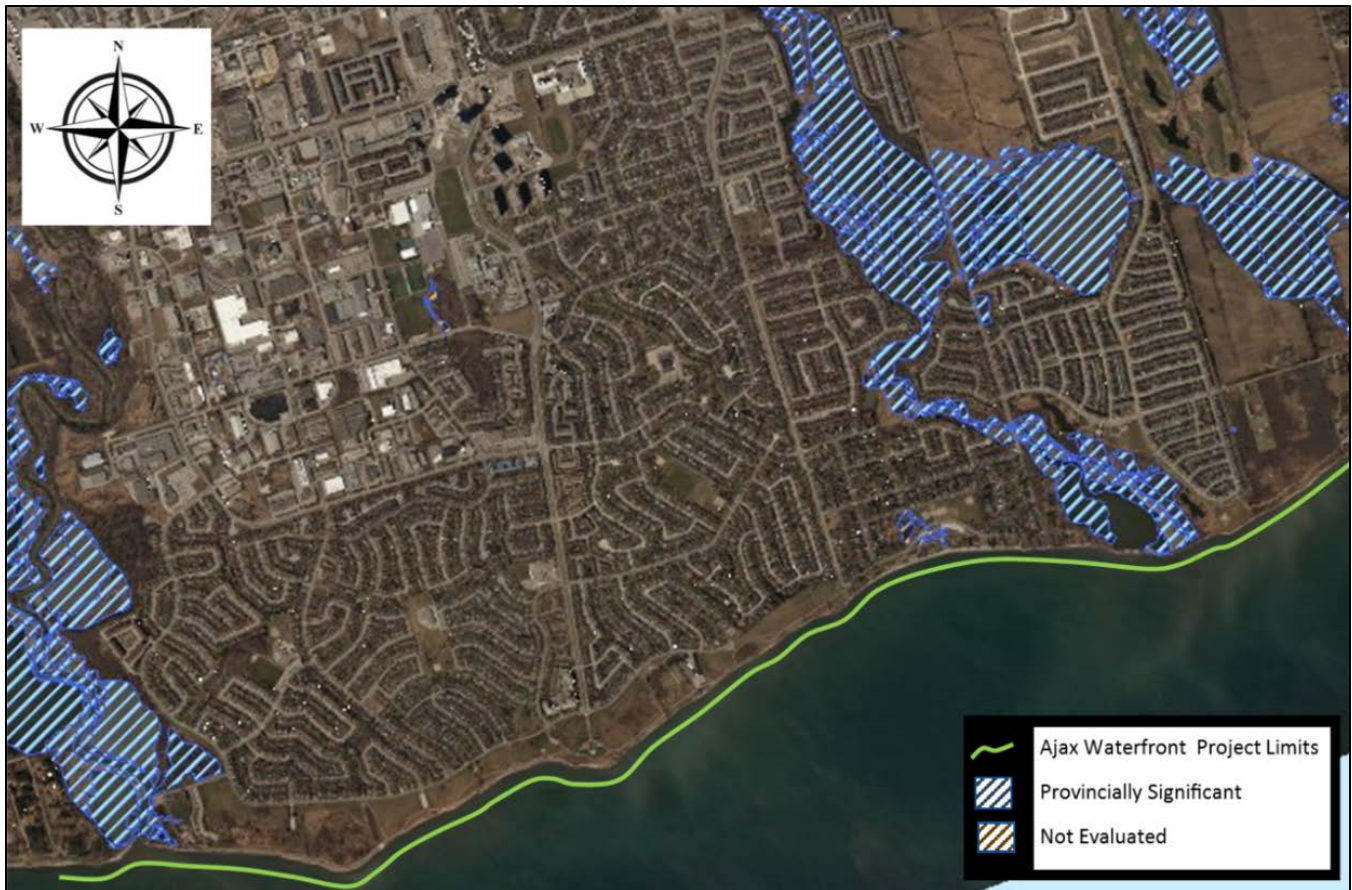 N
W E
S
Ajax Waterfront Project Limits
Provincially Significant
Not Evaluated